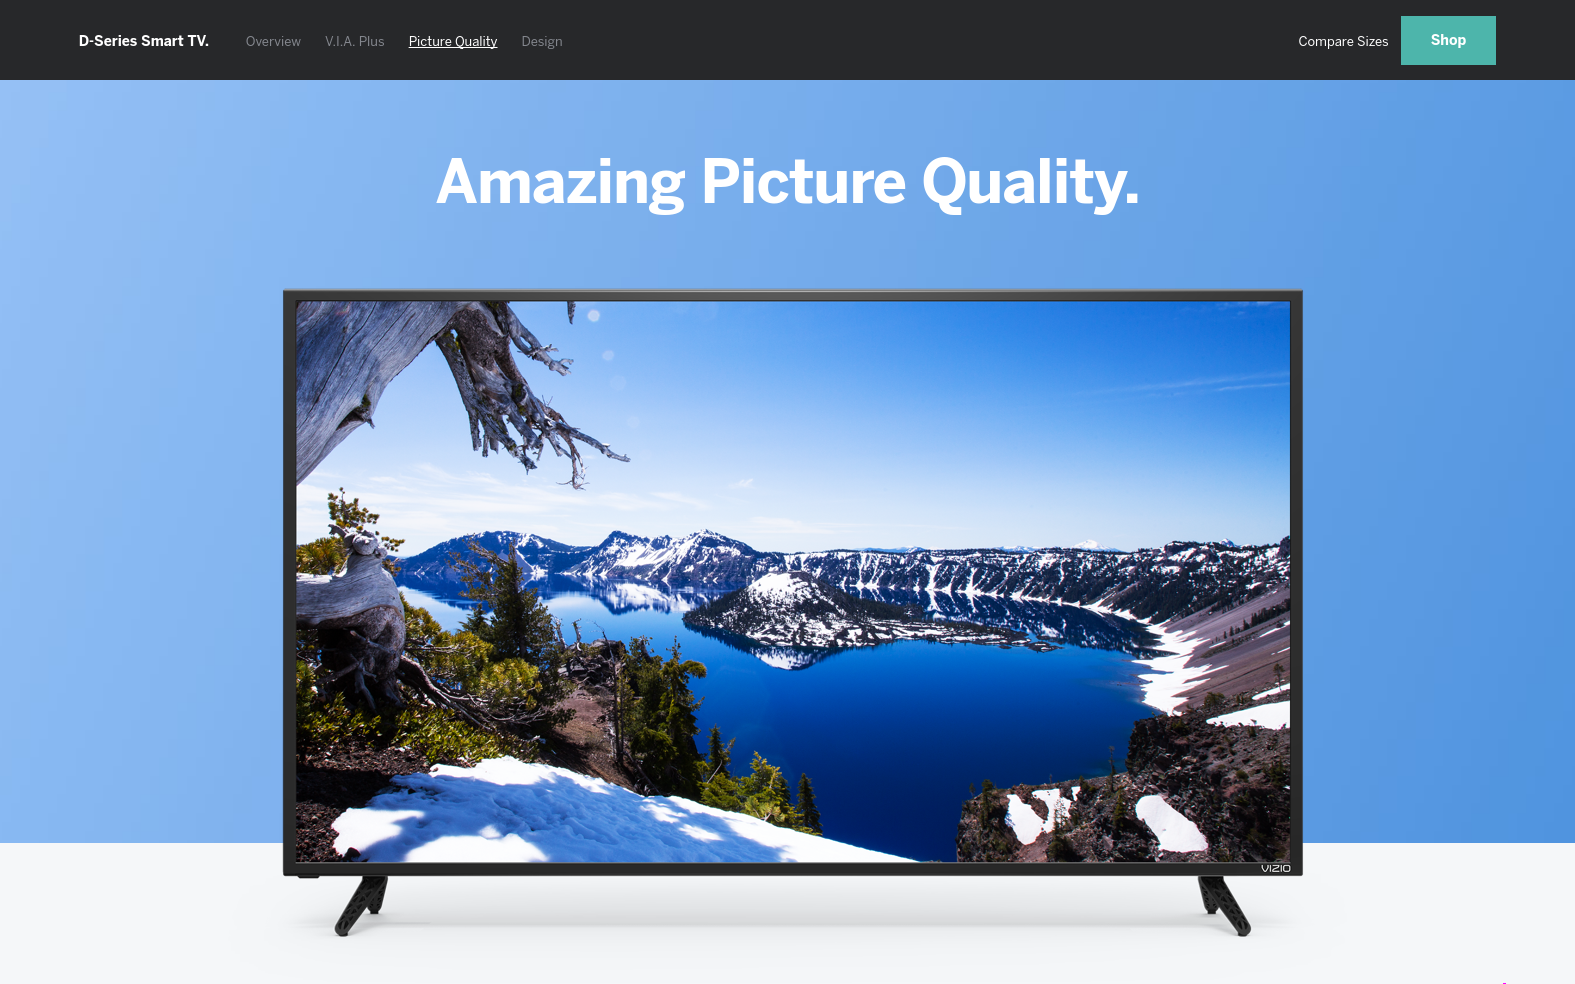 D-Series Smart TV. Overview V.I.A. Plus Picture Quality Design Compare Sizes Shop
Amazing Picture Quality.
VIZIO